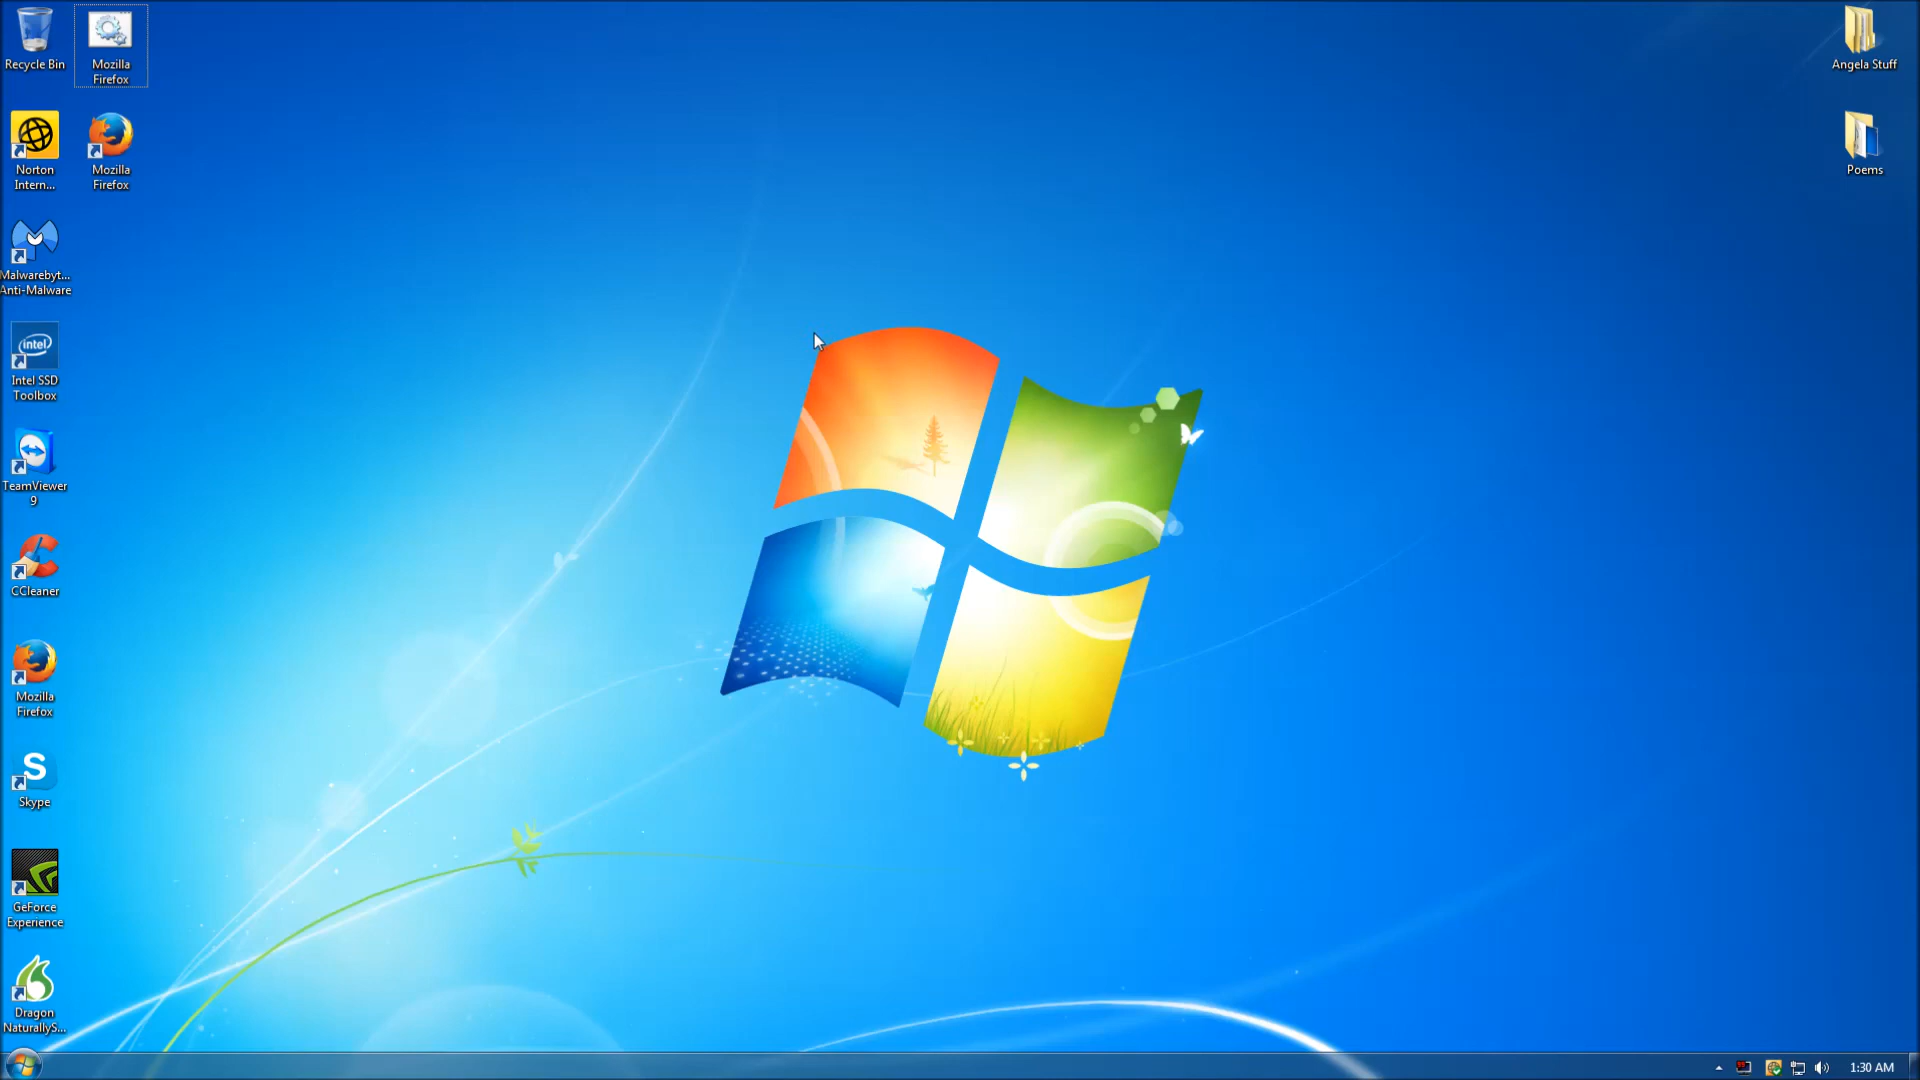 Recycle Bin
Mozilla
Firefox
Norton
Intern...
Mozilla
Firefox
Malwarebyt...
Anti-Malware
intel
Intel SSD
Toolbox
TeamViewer
9
CCleaner
Mozilla
Firefox
S
Skype
GeForce
Experience
Dragon
NaturallyS...
Angela Stuff
Poems
1:30 AM